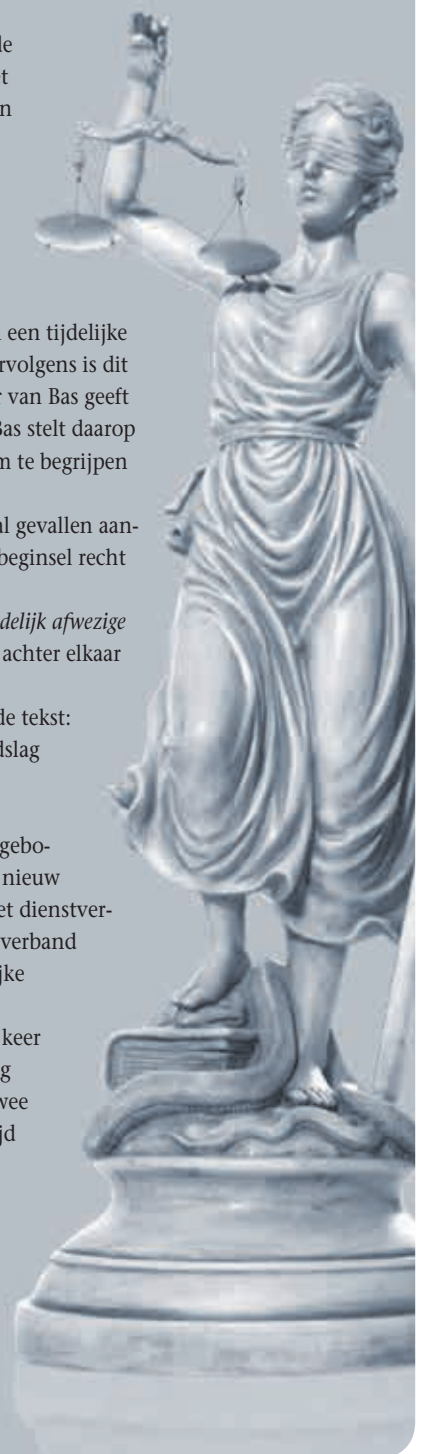 de
et
n
een tijdelijke
rvolgens is dit
van Bas geeft
Bas stelt daarop
m te begrijpen
al gevallen aan-
beginsel recht
delijk afwezige
achter elkaar
de tekst:
dslag
gebo-
nieuw
et dienstver-
verband
jke
keer
g
wee
jd